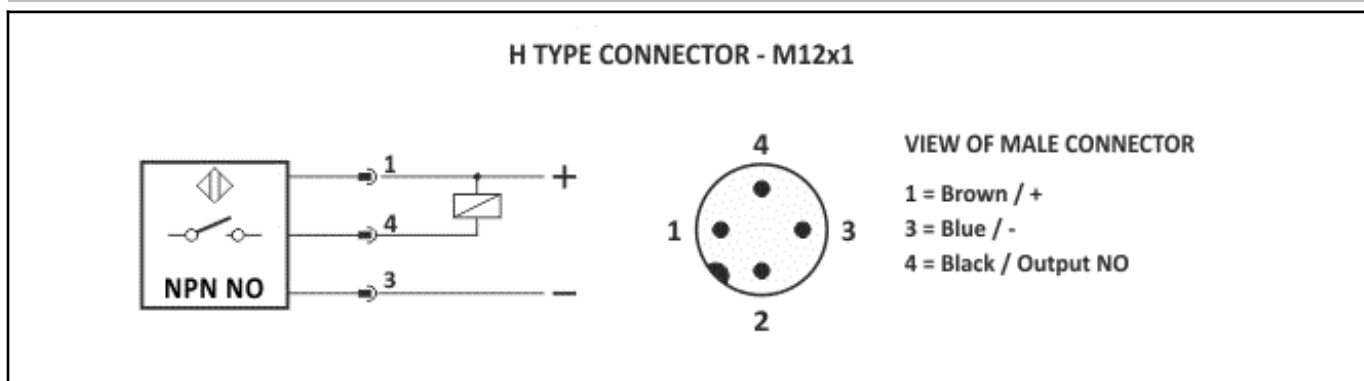 H TYPE CONNECTOR - M12x1
1
+
4
NPN NO
3
−
4
1
3
2
VIEW OF MALE CONNECTOR
1 = Brown / +
3 = Blue / -
4 = Black / Output NO